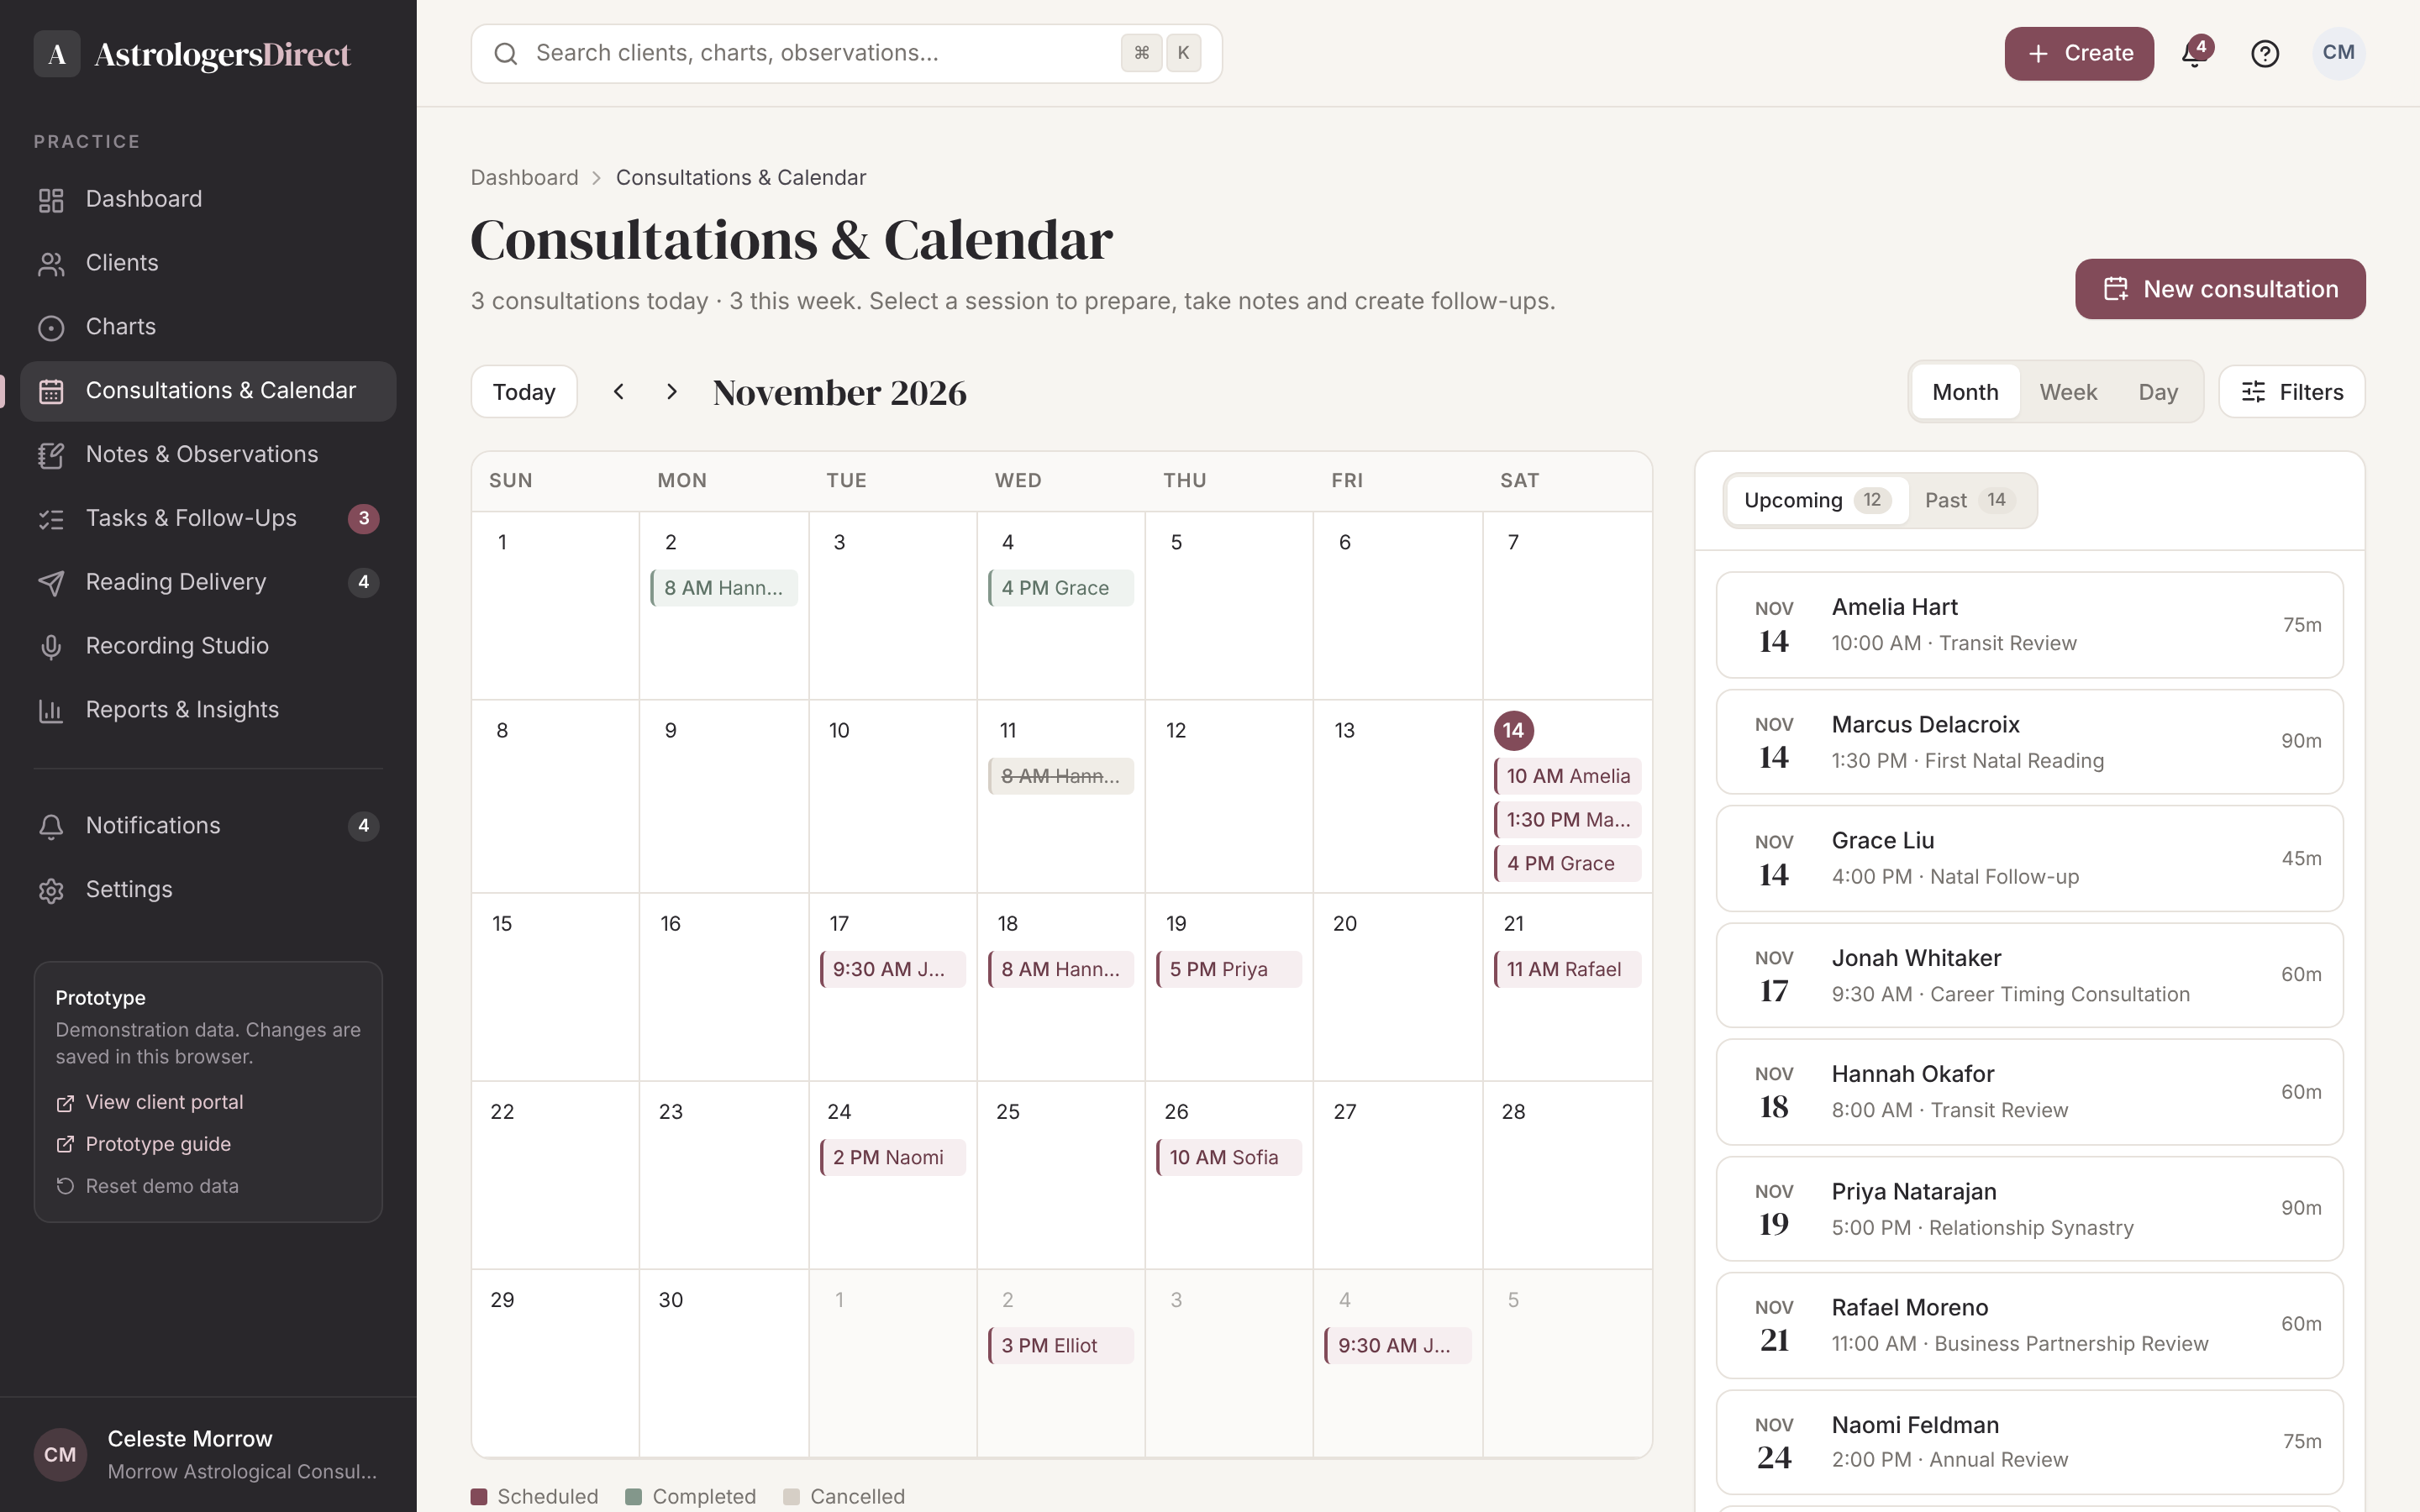 A AstrologersDirect
PRACTICE
Dashboard
Clients
Charts
Consultations & Calendar
Notes & Observations
Tasks & Follow-Ups 3
Reading Delivery 4
Recording Studio
Reports & Insights
Notifications 4
Settings
Prototype
Demonstration data. Changes are
saved in this browser.
View client portal
Prototype guide
Reset demo data
CM Celeste Morrow
Morrow Astrological Consul...
Search clients, charts, observations... ⌘ K
+ Create 4 ? CM
Dashboard > Consultations & Calendar
Consultations & Calendar
3 consultations today · 3 this week. Select a session to prepare, take notes and create follow-ups.
New consultation
Today < > November 2026
Month Week Day Filters
SUN MON TUE WED THU FRI SAT
1 2 3 4 5 6 7
8 AM Hann... 4 PM Grace
8 9 10 11 12 13 14
8 AM Hann... 10 AM Amelia
1:30 PM Ma...
4 PM Grace
15 16 17 18 19 20 21
9:30 AM J... 8 AM Hann... 5 PM Priya 11 AM Rafael
22 23 24 25 26 27 28
2 PM Naomi 10 AM Sofia
29 30 1 2 3 4 5
3 PM Elliot 9:30 AM J...
Scheduled Completed Cancelled
Upcoming 12 Past 14
NOV 14 Amelia Hart 75m
10:00 AM · Transit Review
NOV 14 Marcus Delacroix 90m
1:30 PM · First Natal Reading
NOV 14 Grace Liu 45m
4:00 PM · Natal Follow-up
NOV 17 Jonah Whitaker 60m
9:30 AM · Career Timing Consultation
NOV 18 Hannah Okafor 60m
8:00 AM · Transit Review
NOV 19 Priya Natarajan 90m
5:00 PM · Relationship Synastry
NOV 21 Rafael Moreno 60m
11:00 AM · Business Partnership Review
NOV 24 Naomi Feldman 75m
2:00 PM · Annual Review